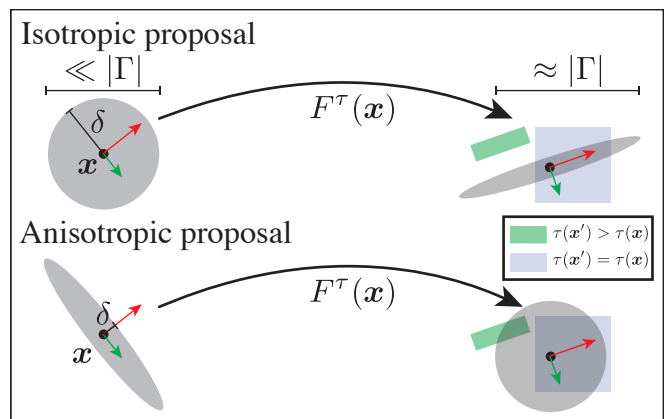 Isotropic proposal
≪ |Γ|
≈ |Γ|
δ
x
F^τ(x)
τ(x′) > τ(x)
τ(x′) = τ(x)
Anisotropic proposal
δ
x
F^τ(x)